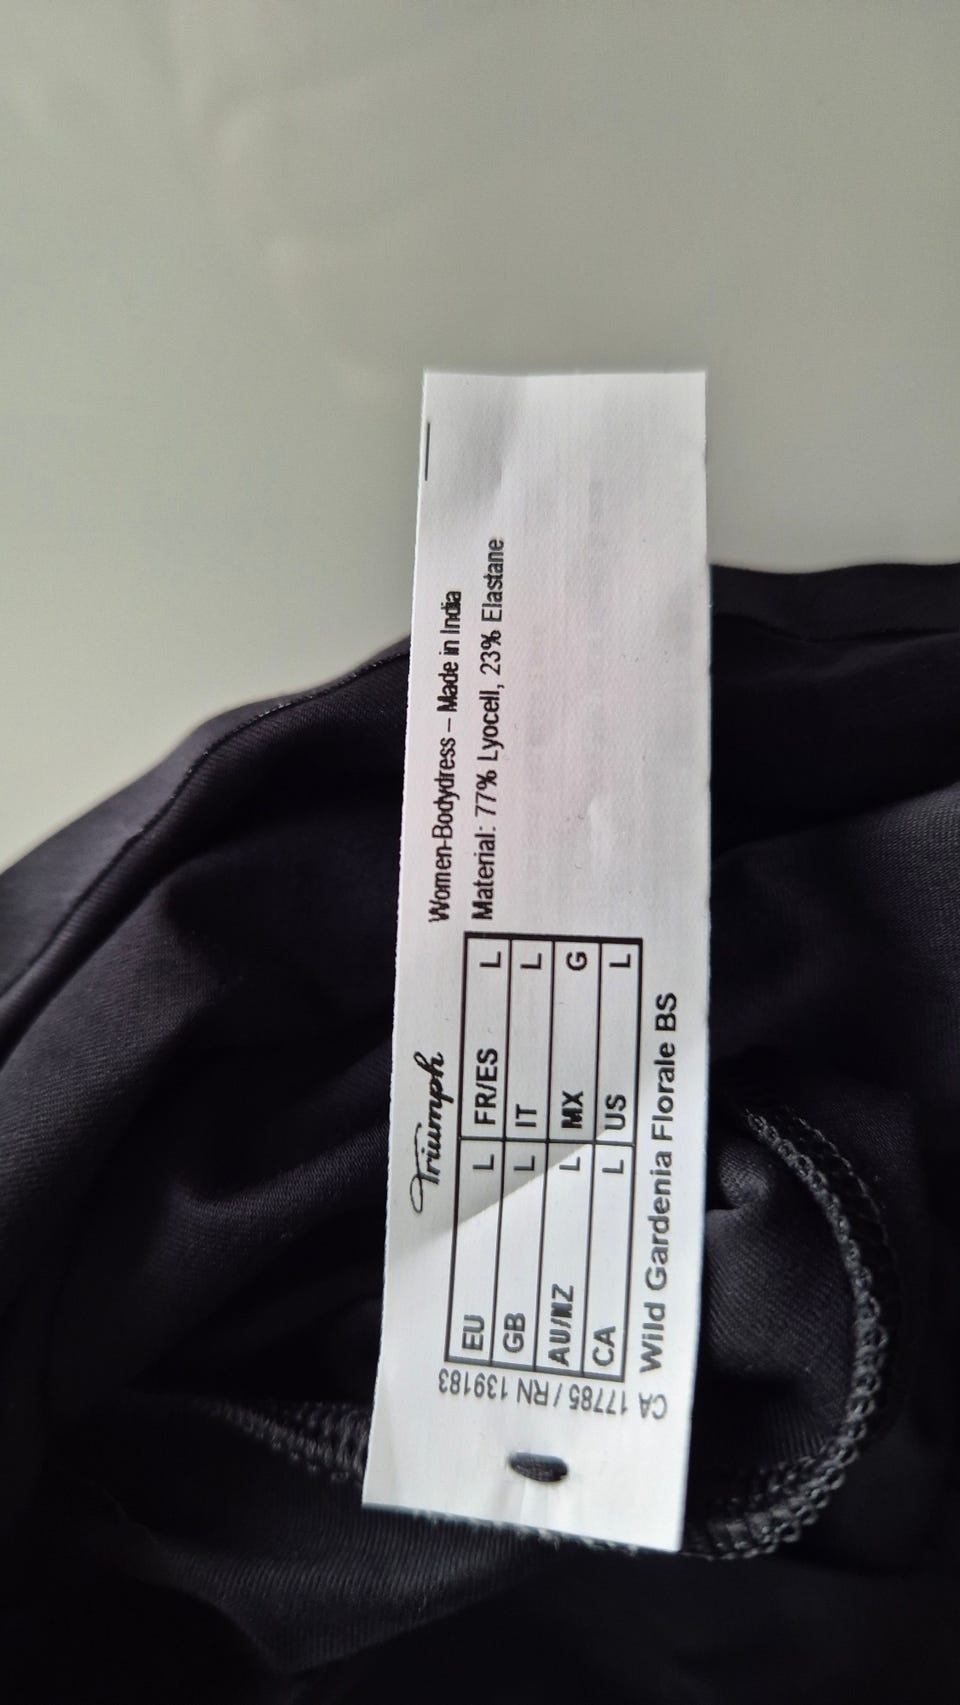 Triumph
Women-Bodydress – Made in India
EU L FR/ES L
GB L IT L
AU/NZ L MX G
CA L US L
Material: 77% Lyocell, 23% Elastane
Wild Gardenia Florale BS
CA 17785 / RN 139183